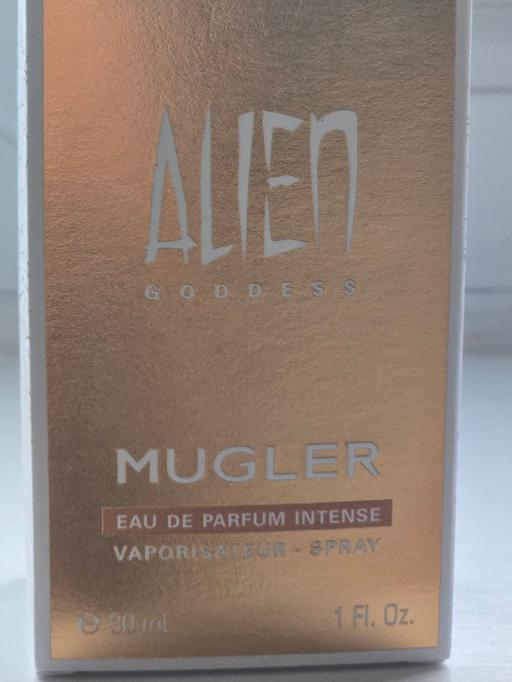 ALIEN
GODDESS
MUGLER
EAU DE PARFUM INTENSE
VAPORISATEUR - SPRAY
℮ 30 ml 1 Fl. Oz.